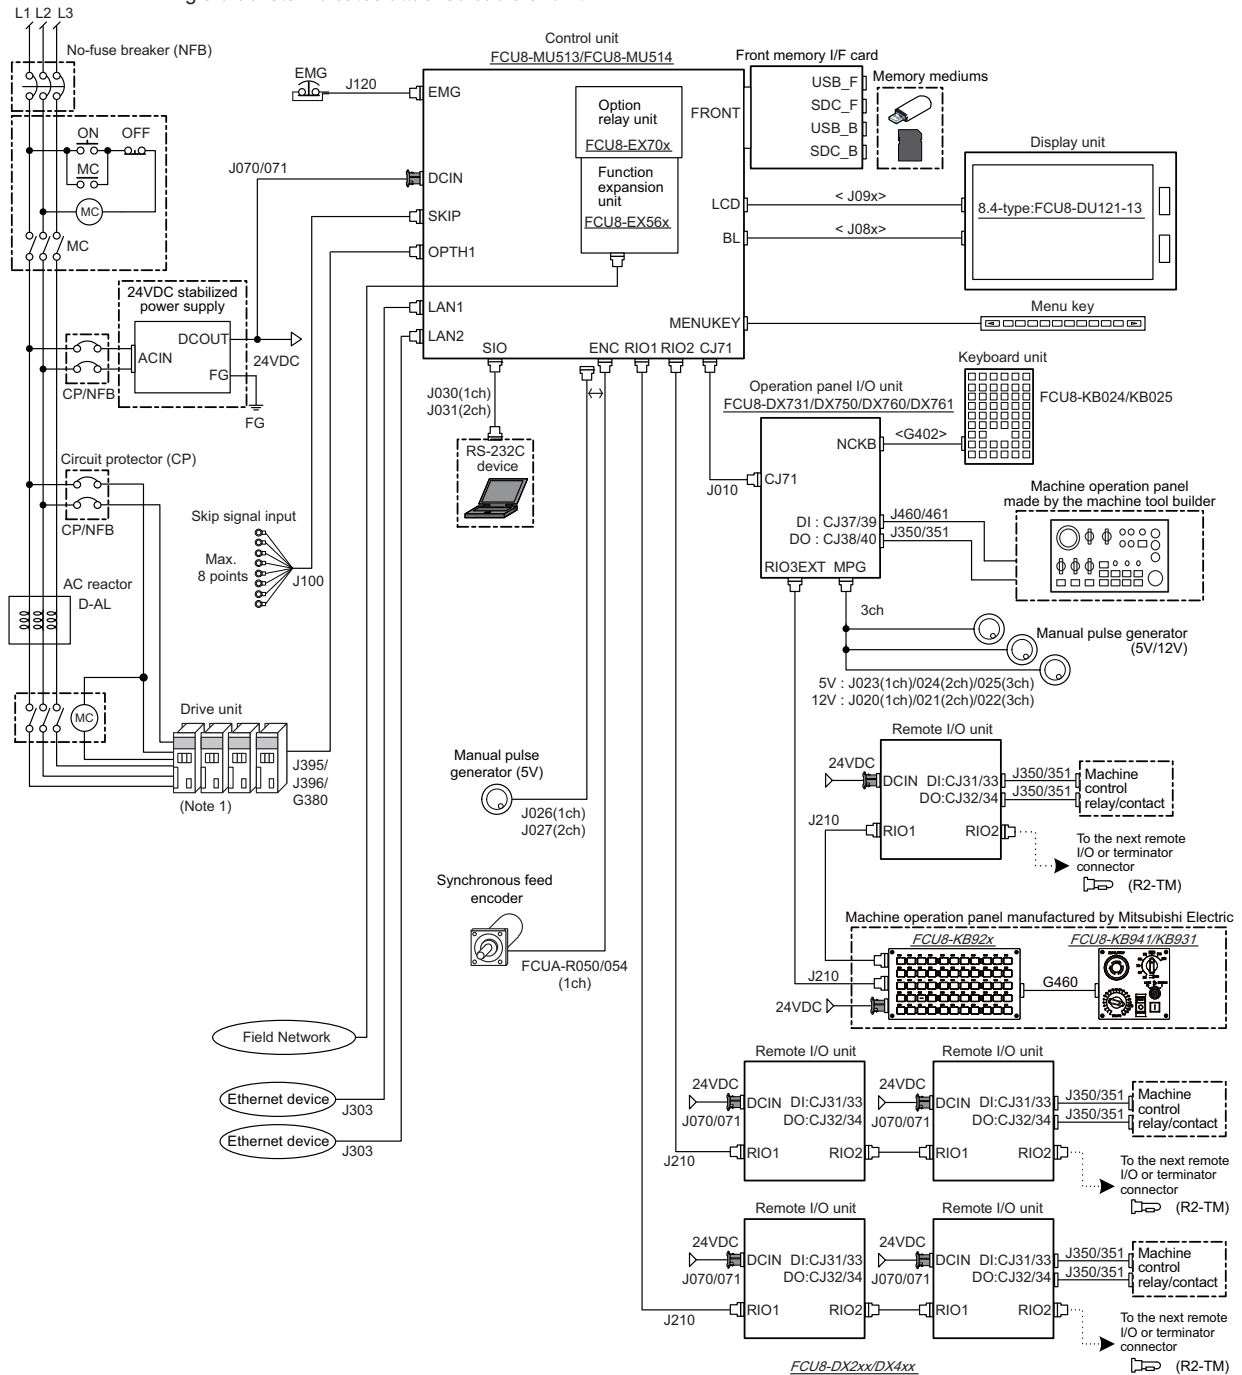 L1 L2 L3
No-fuse breaker (NFB)
ON OFF
MC
MC
MC
J070/071
24VDC stabilized
power supply
DCOUT
ACIN
FG
24VDC
FG
CP/NFB
Circuit protector (CP)
CP/NFB
Skip signal input
Max.
8 points
J100
AC reactor
D-AL
MC
Drive unit
(Note 1)
J395/
J396/
G380
EMG
J120
Control unit
FCU8-MU513/FCU8-MU514
EMG
DCIN
SKIP
OPTH1
LAN1
LAN2
Option
relay unit
FCU8-EX70x
Function
expansion
unit
FCU8-EX56x
FRONT
LCD
BL
MENUKEY
SIO
ENC RIO1 RIO2 CJ71
Front memory I/F card
USB_F
SDC_F
USB_B
SDC_B
Memory mediums
Display unit
8.4-type:FCU8-DU121-13
< J09x>
< J08x>
Menu key
Keyboard unit
FCU8-KB024/KB025
J030(1ch)
J031(2ch)
RS-232C
device
Operation panel I/O unit
FCU8-DX731/DX750/DX760/DX761
NCKB
<G402>
CJ71
J010
DI : CJ37/39
DO : CJ38/40
J460/461
J350/351
RIO3EXT MPG
Machine operation panel
made by the machine tool builder
3ch
Manual pulse generator
(5V/12V)
5V : J023(1ch)/024(2ch)/025(3ch)
12V : J020(1ch)/021(2ch)/022(3ch)
Manual pulse
generator (5V)
J026(1ch)
J027(2ch)
Synchronous feed
encoder
FCUA-R050/054
(1ch)
Remote I/O unit
24VDC
DCIN DI:CJ31/33
DO:CJ32/34
J350/351
J350/351
Machine
control
relay/contact
J210
RIO1 RIO2
To the next remote
I/O or terminator
connector
(R2-TM)
Machine operation panel manufactured by Mitsubishi Electric
FCU8-KB92x
FCU8-KB941/KB931
J210
G460
24VDC
Field Network
Ethernet device
J303
Ethernet device
J303
Remote I/O unit
Remote I/O unit
24VDC
DCIN DI:CJ31/33
DO:CJ32/34
J070/071
24VDC
DCIN DI:CJ31/33
DO:CJ32/34
J070/071
J350/351
J350/351
Machine
control
relay/contact
J210
RIO1 RIO2
RIO1 RIO2
To the next remote
I/O or terminator
connector
(R2-TM)
Remote I/O unit
Remote I/O unit
24VDC
DCIN DI:CJ31/33
DO:CJ32/34
J070/071
24VDC
DCIN DI:CJ31/33
DO:CJ32/34
J070/071
J350/351
J350/351
Machine
control
relay/contact
J210
RIO1 RIO2
RIO1 RIO2
To the next remote
I/O or terminator
connector
(R2-TM)
FCU8-DX2xx/DX4xx